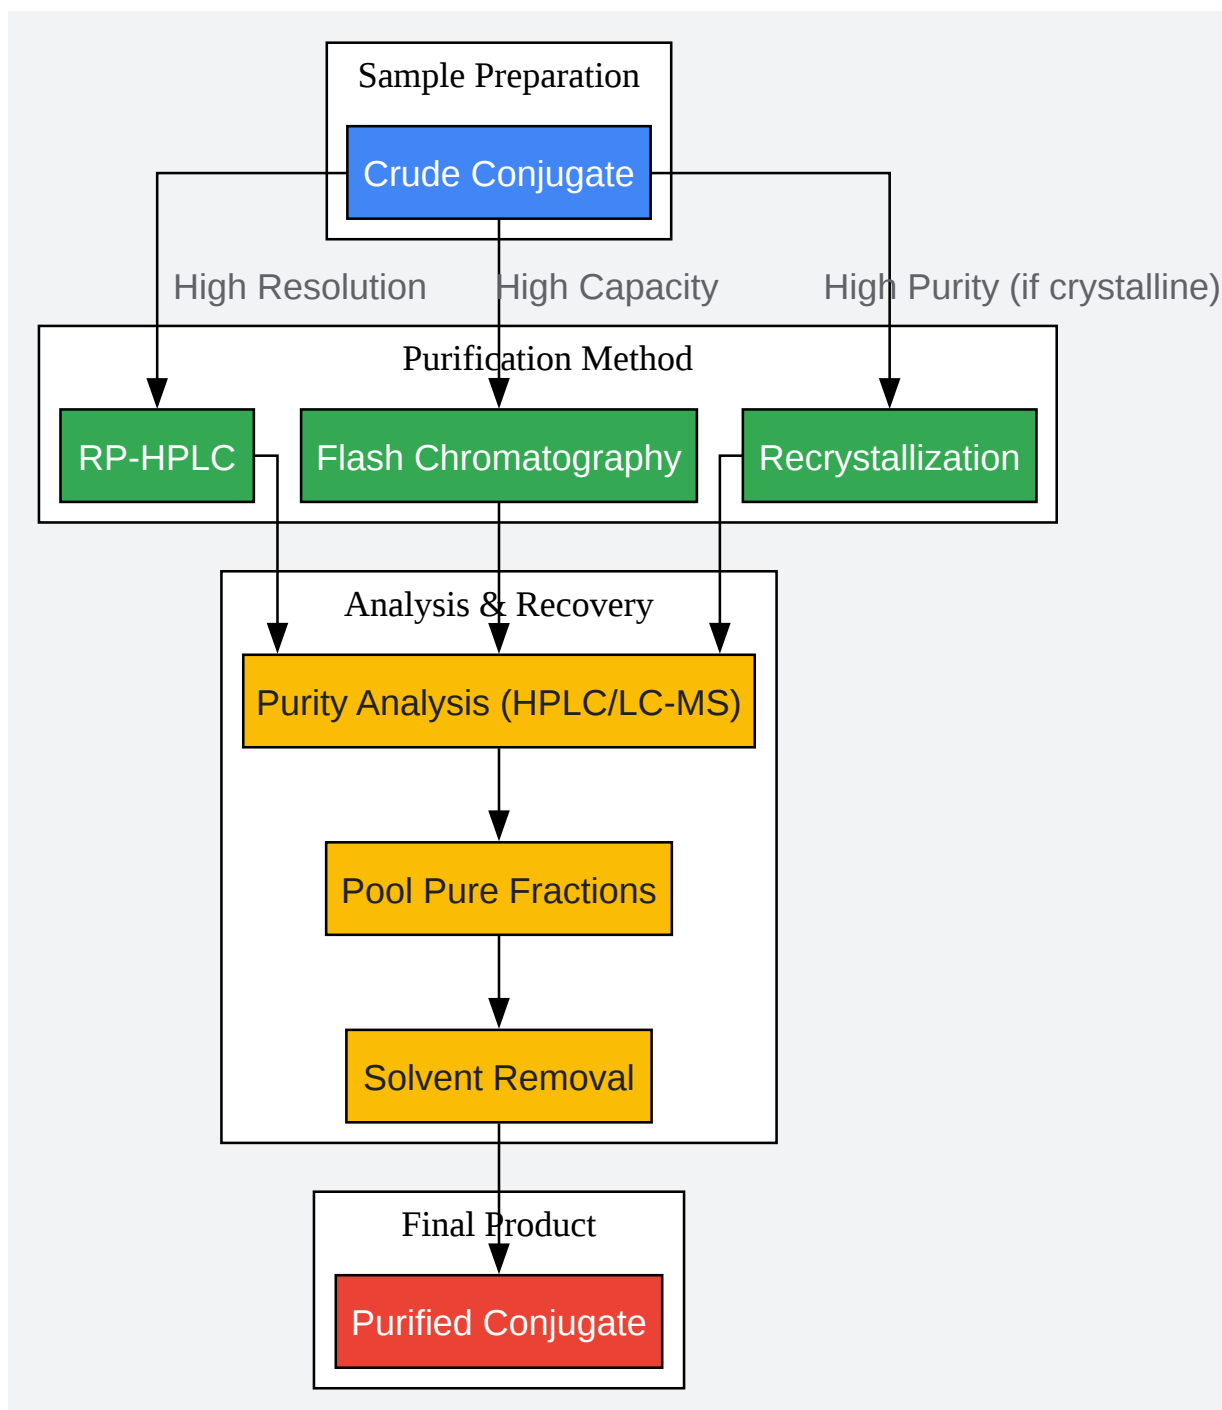 Sample Preparation
Crude Conjugate
High Resolution
High Capacity
High Purity (if crystalline)
Purification Method
RP-HPLC
Flash Chromatography
Recrystallization
Analysis & Recovery
Purity Analysis (HPLC/LC-MS)
Pool Pure Fractions
Solvent Removal
Final Product
Purified Conjugate